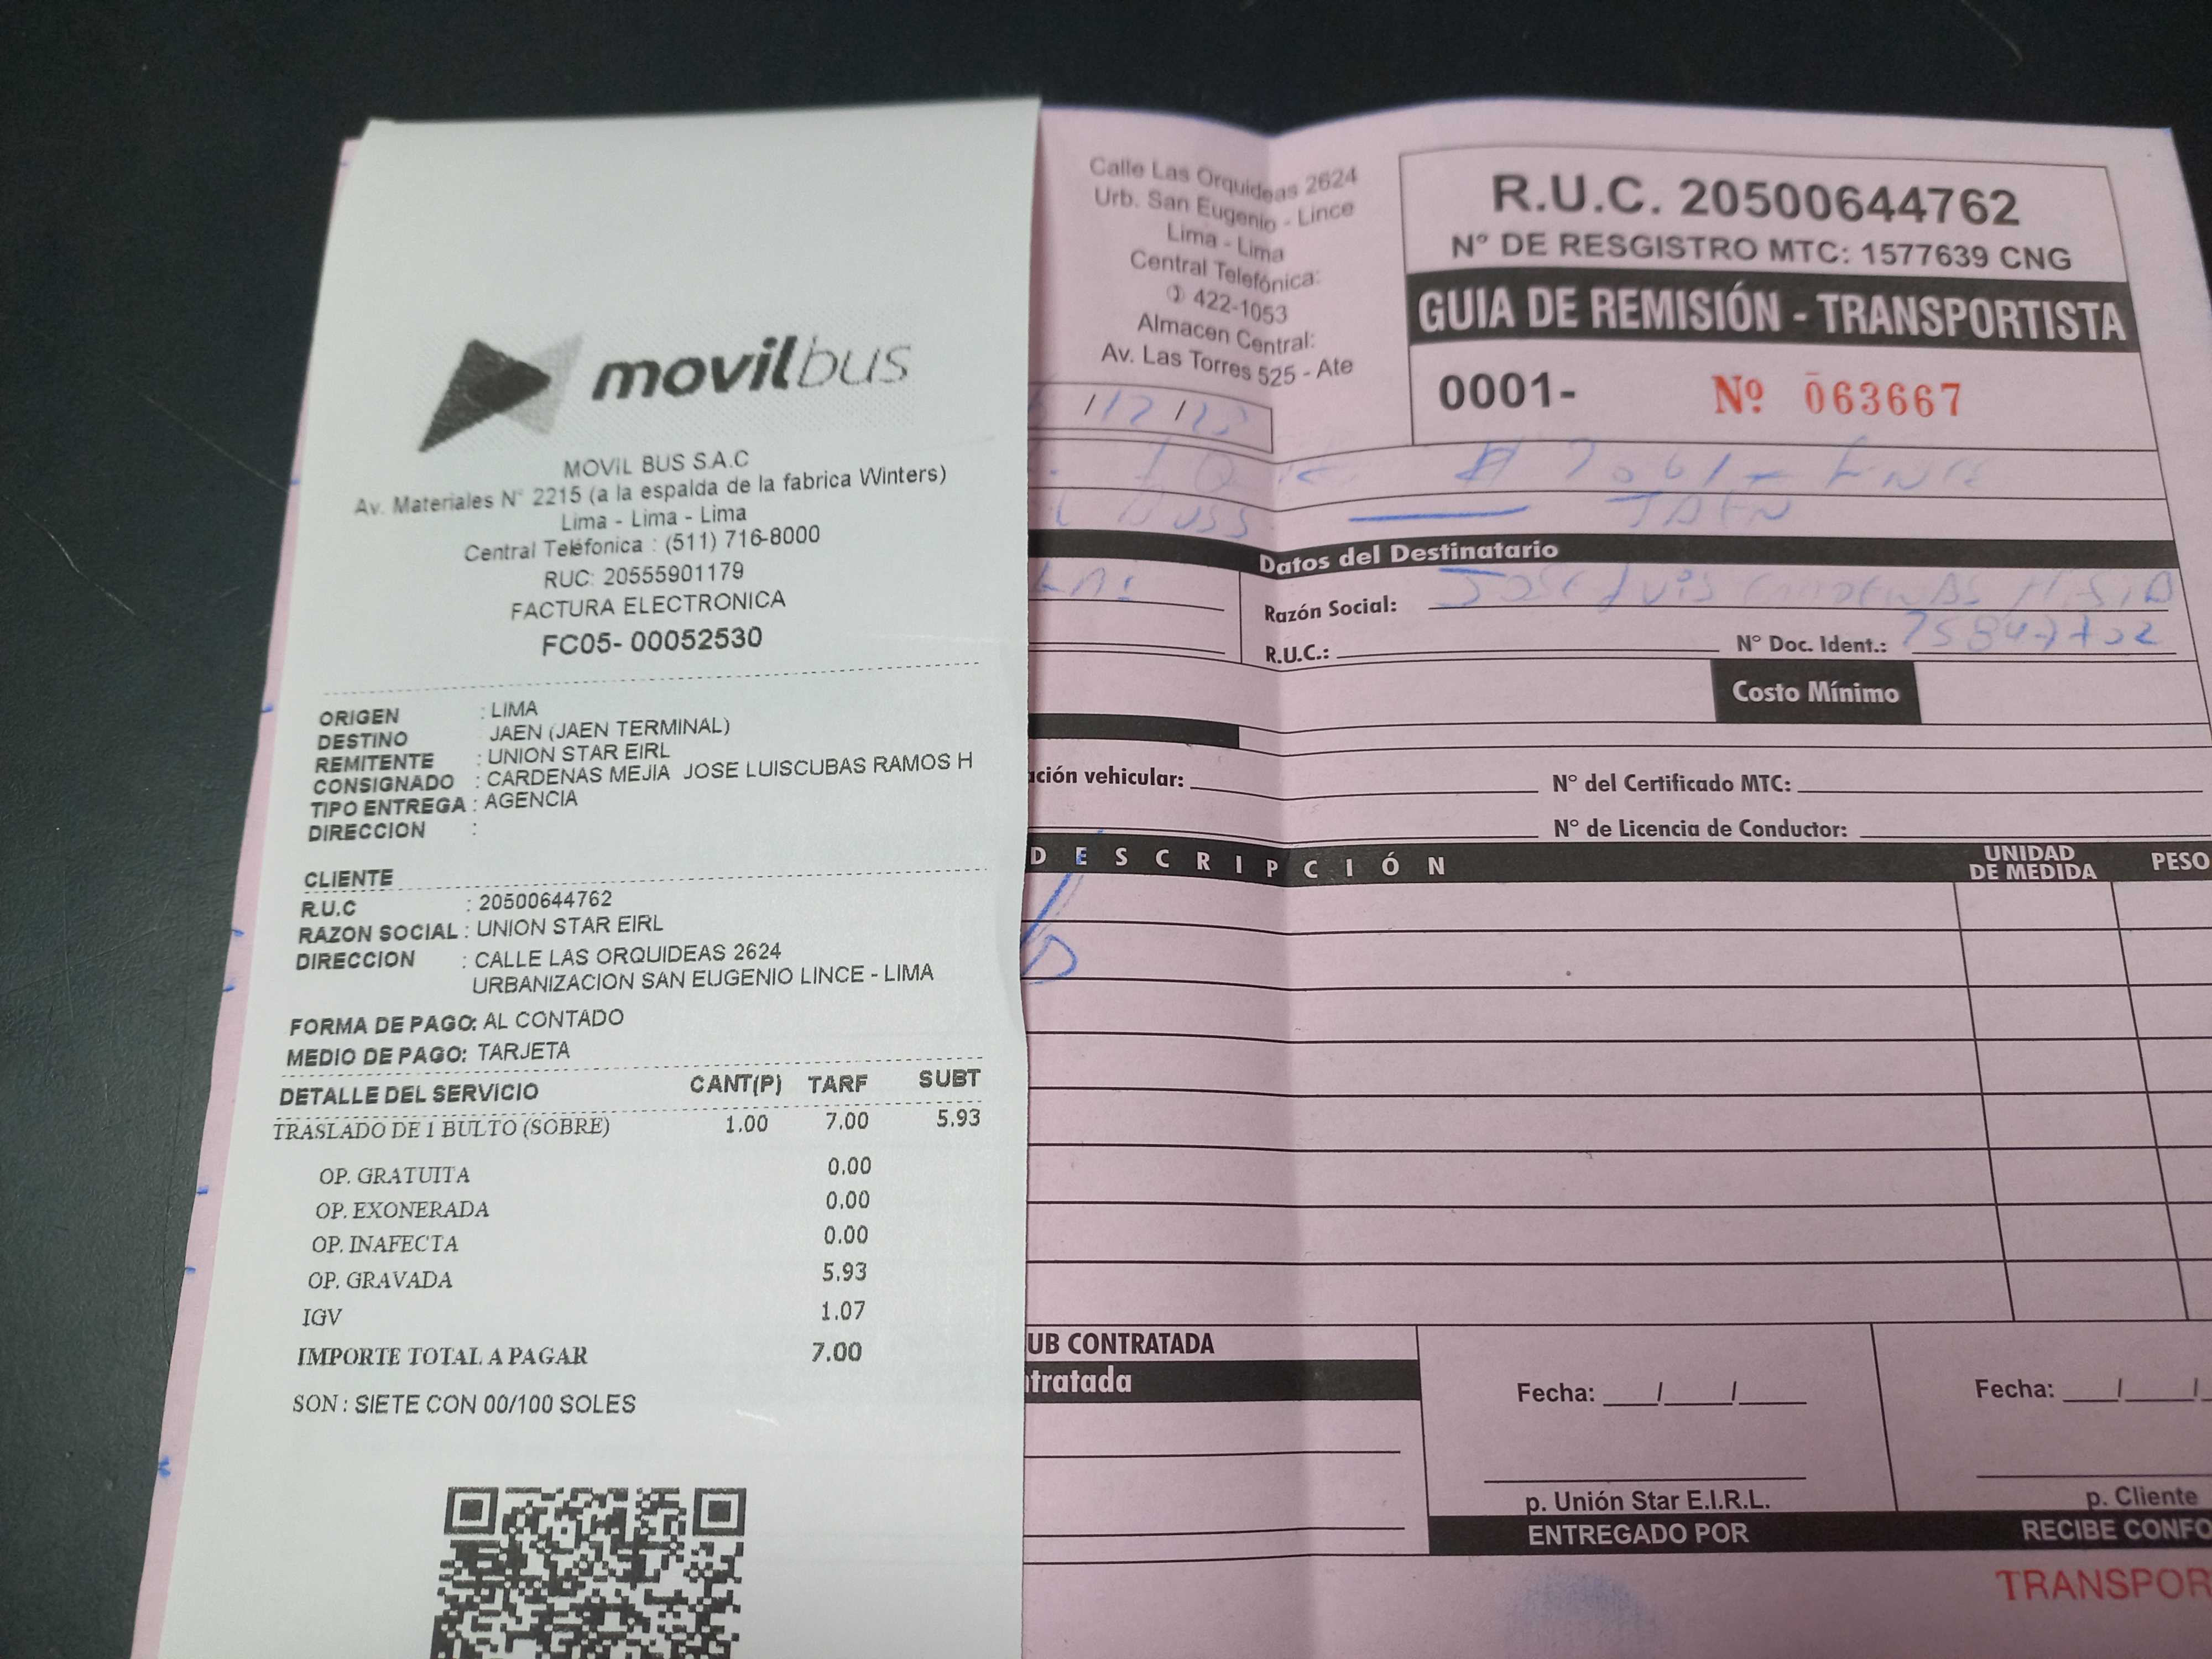 movilbus
MOVIL BUS S.A.C
Av. Materiales N° 2215 (a la espalda de la fabrica Winters)
Lima - Lima - Lima
Central Teléfonica : (511) 716-8000
RUC: 20555901179
FACTURA ELECTRONICA
FC05- 00052530
ORIGEN : LIMA
DESTINO JAEN (JAEN TERMINAL)
REMITENTE : UNION STAR EIRL
CONSIGNADO : CARDENAS MEJIA JOSE LUISCUBAS RAMOS H
TIPO ENTREGA : AGENCIA
DIRECCION :
CLIENTE
R.U.C : 20500644762
RAZON SOCIAL : UNION STAR EIRL
DIRECCION : CALLE LAS ORQUIDEAS 2624
URBANIZACION SAN EUGENIO LINCE - LIMA
FORMA DE PAGO: AL CONTADO
MEDIO DE PAGO: TARJETA
DETALLE DEL SERVICIO CANT(P) TARF SUBT
TRASLADO DE 1 BULTO (SOBRE) 1.00 7.00 5.93
OP. GRATUITA 0.00
OP. EXONERADA 0.00
OP. INAFECTA 0.00
OP. GRAVADA 5.93
IGV 1.07
IMPORTE TOTAL A PAGAR 7.00
SON : SIETE CON 00/100 SOLES
Calle Las Orquideas 2624
Urb. San Eugenio - Lince
Lima - Lima
Central Telefónica:
422-1053
Almacen Central:
Av. Las Torres 525 - Ate
R.U.C. 20500644762
N° DE RESGISTRO MTC: 1577639 CNG
GUIA DE REMISIÓN - TRANSPORTISTA
0001- Nº 063667
/12/
JAEN
Datos del Destinatario
Razón Social: JOSE LUIS
R.U.C.: N° Doc. Ident.:
Costo Mínimo
ación vehicular: N° del Certificado MTC:
N° de Licencia de Conductor:
DESCRIPCIÓN UNIDAD DE MEDIDA PESO
UB CONTRATADA
ntratada
Fecha: / / Fecha: / /
p. Unión Star E.I.R.L. p. Cliente
ENTREGADO POR RECIBE CONFO
TRANSPOR